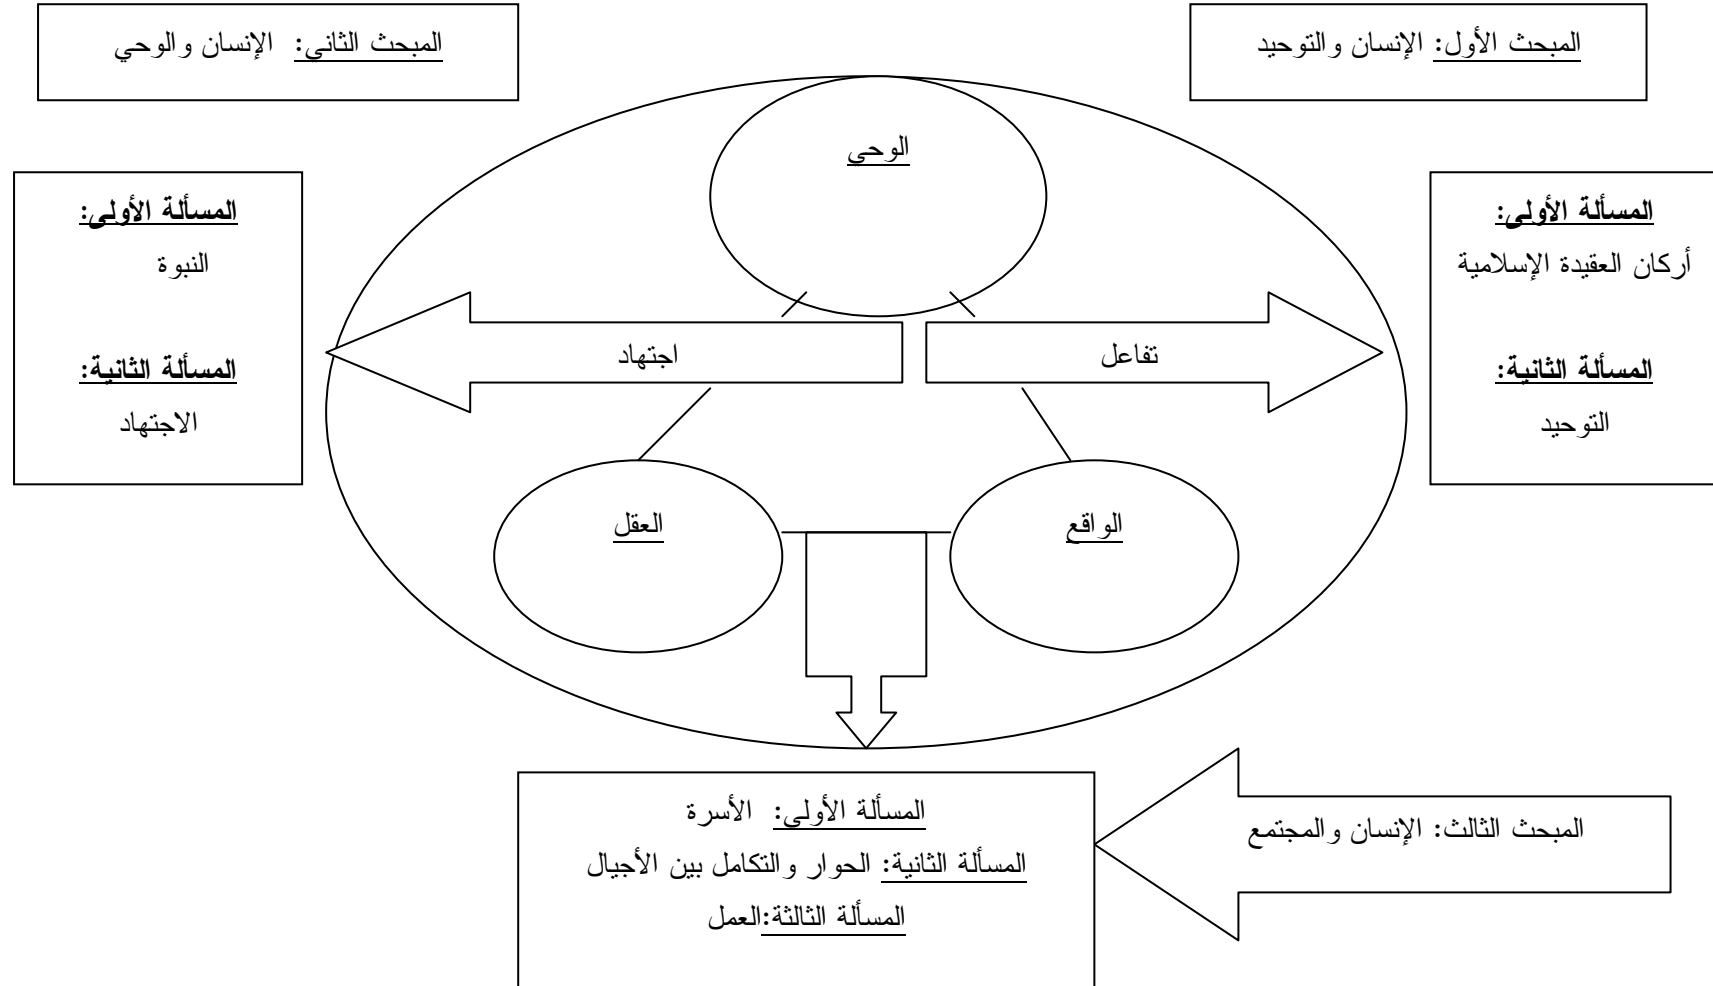 المبحث الأول: الإنسان والتوحيد
المبحث الثاني: الإنسان والوحي
الوحي
المسألة الأولى:
أركان العقيدة الإسلامية
المسألة الثانية:
التوحيد
المسألة الأولى:
النبوة
المسألة الثانية:
الاجتهاد
تفاعل
اجتهاد
الواقع
العقل
المسألة الأولى: الأسرة
المسألة الثانية: الحوار والتكامل بين الأجيال
المسألة الثالثة:العمل
المبحث الثالث: الإنسان والمجتمع